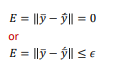 E = ‖ȳ − ŷ‖ = 0
or
E = ‖ȳ − ŷ‖ ≤ ϵ